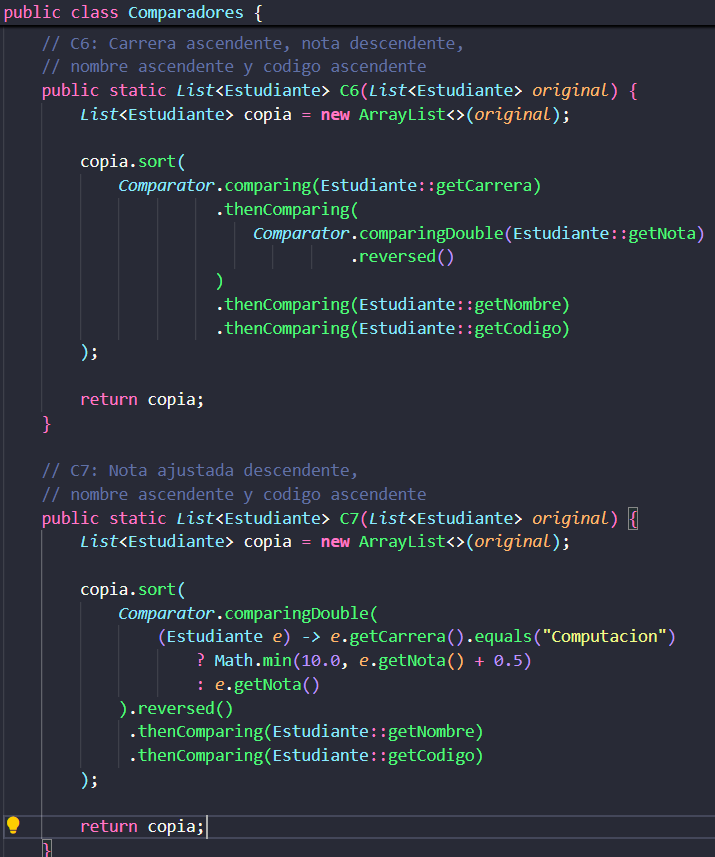 public class Comparadores {
// C6: Carrera ascendente, nota descendente,
// nombre ascendente y codigo ascendente
public static List<Estudiante> C6(List<Estudiante> original) {
List<Estudiante> copia = new ArrayList<>(original);
copia.sort(
Comparator.comparing(Estudiante::getCarrera)
.thenComparing(
Comparator.comparingDouble(Estudiante::getNota)
.reversed()
)
.thenComparing(Estudiante::getNombre)
.thenComparing(Estudiante::getCodigo)
);
return copia;
}
// C7: Nota ajustada descendente,
// nombre ascendente y codigo ascendente
public static List<Estudiante> C7(List<Estudiante> original) {
List<Estudiante> copia = new ArrayList<>(original);
copia.sort(
Comparator.comparingDouble(
(Estudiante e) -> e.getCarrera().equals("Computacion")
? Math.min(10.0, e.getNota() + 0.5)
: e.getNota()
).reversed()
.thenComparing(Estudiante::getNombre)
.thenComparing(Estudiante::getCodigo)
);
return copia;
}